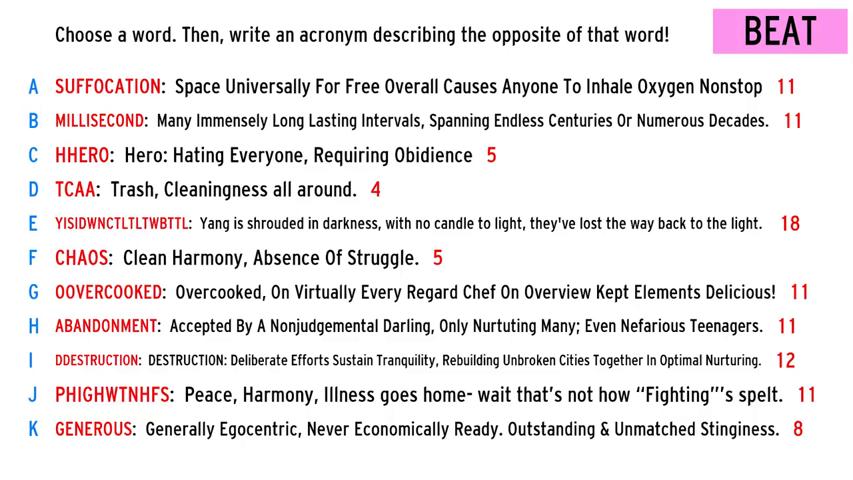 Choose a word. Then, write an acronym describing the opposite of that word!
BEAT
A SUFFOCATION: Space Universally For Free Overall Causes Anyone To Inhale Oxygen Nonstop 11
B MILLISECOND: Many Immensely Long Lasting Intervals, Spanning Endless Centuries Or Numerous Decades. 11
C HHERO: Hero: Hating Everyone, Requiring Obidience 5
D TCAA: Trash, Cleaningness all around. 4
E YISIDWNCTLTLTWBTTL: Yang is shrouded in darkness, with no candle to light, they've lost the way back to the light. 18
F CHAOS: Clean Harmony, Absence Of Struggle. 5
G OOVERCOOKED: Overcooked, On Virtually Every Regard Chef On Overview Kept Elements Delicious! 11
H ABANDONMENT: Accepted By A Nonjudgemental Darling, Only Nurtuting Many; Even Nefarious Teenagers. 11
I DDESTRUCTION: DESTRUCTION: Deliberate Efforts Sustain Tranquility, Rebuilding Unbroken Cities Together In Optimal Nurturing. 12
J PHIGHWTNHFS: Peace, Harmony, Illness goes home- wait that's not how “Fighting”'s spelt. 11
K GENEROUS: Generally Egocentric, Never Economically Ready. Outstanding & Unmatched Stinginess. 8